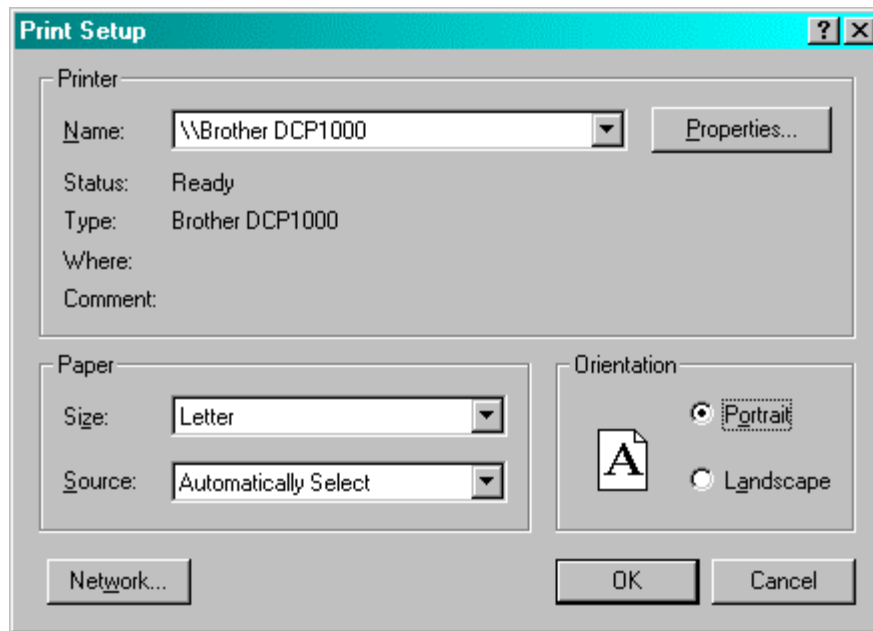 Print Setup
Printer
Name: \\Brother DCP1000 Properties...
Status: Ready
Type: Brother DCP1000
Where:
Comment:
Paper
Size: Letter
Source: Automatically Select
Orientation
A
Portrait
Landscape
Network... OK Cancel